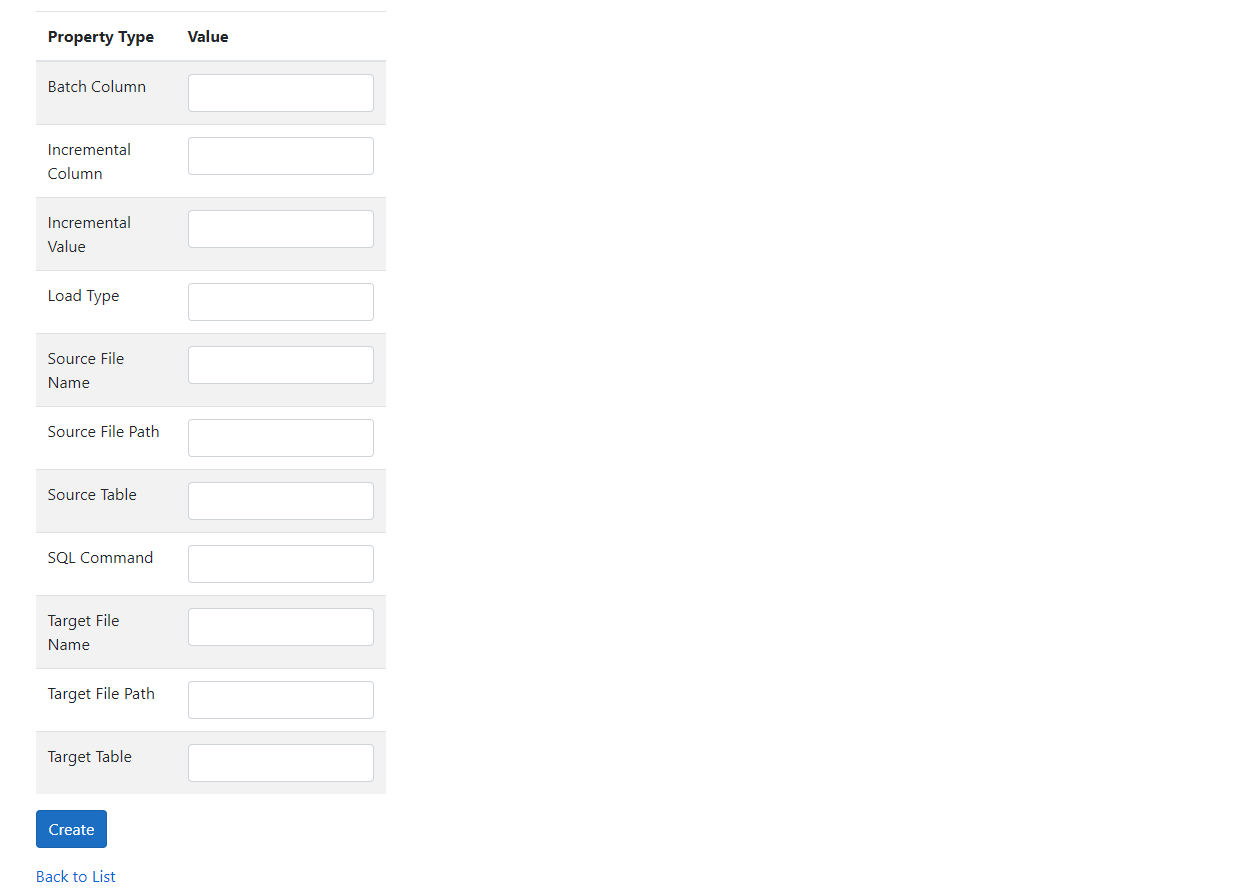 Property Type Value
Batch Column
Incremental
Column
Incremental
Value
Load Type
Source File
Name
Source File Path
Source Table
SQL Command
Target File
Name
Target File Path
Target Table
Create
Back to List